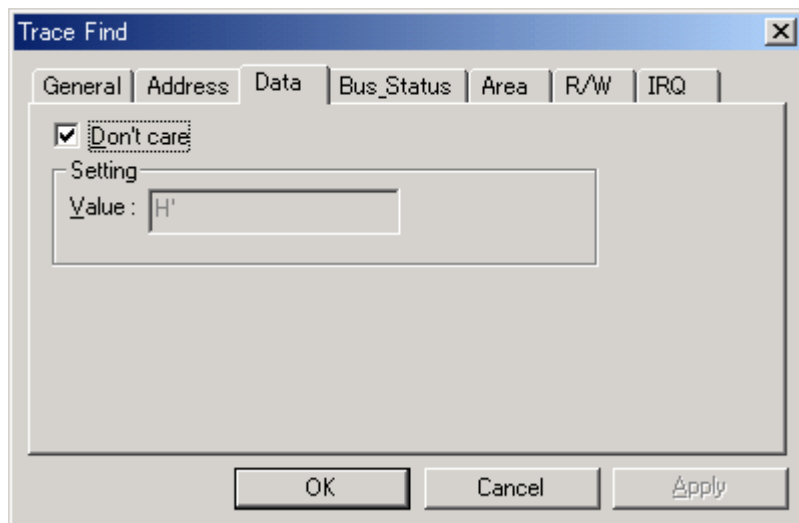 Trace Find
General Address Data Bus_Status Area R/W IRQ
Don't care
Setting
Value : H'
OK Cancel Apply